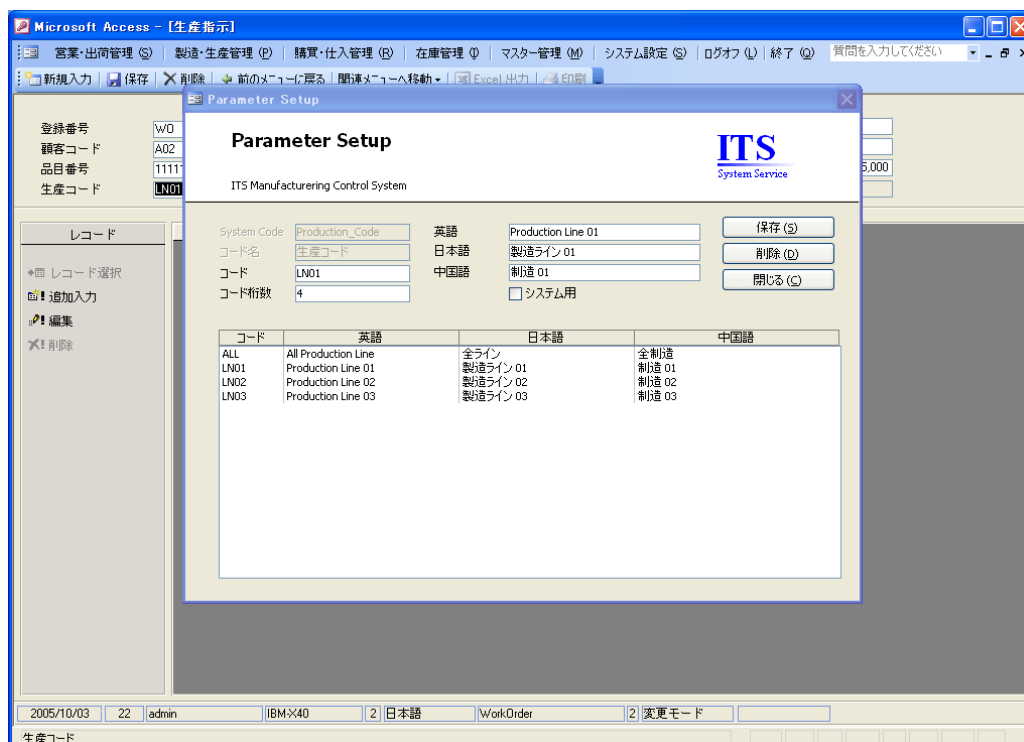 Microsoft Access - [生産指示]
営業・出荷管理 (S) 製造・生産管理 (P) 購買・仕入管理 (R) 在庫管理 (I) マスター管理 (M) システム設定 (S) ログオフ (L) 終了 (Q) 質問を入力してください
新規入力 保存 削除 前のメニューに戻る 関連メニューへ移動 Excel 出力 印刷
Parameter Setup
登録番号 WO
顧客コード A02
品目番号 1111 5,000
生産コード LN01
Parameter Setup
ITS
System Service
ITS Manufacturering Control System
レコード
レコード選択
追加入力
編集
削除
System Code Production_Code 英語 Production Line 01 保存 (S)
コード名 生産コード 日本語 製造ライン 01 削除 (D)
コード LN01 中国語 制造 01 閉じる (C)
コード桁数 4 システム用
コード 英語 日本語 中国語
ALL All Production Line 全ライン 全制造
LN01 Production Line 01 製造ライン 01 制造 01
LN02 Production Line 02 製造ライン 02 制造 02
LN03 Production Line 03 製造ライン 03 制造 03
2005/10/03 22 admin IBM-X40 2 日本語 WorkOrder 2 変更モード
生産コード